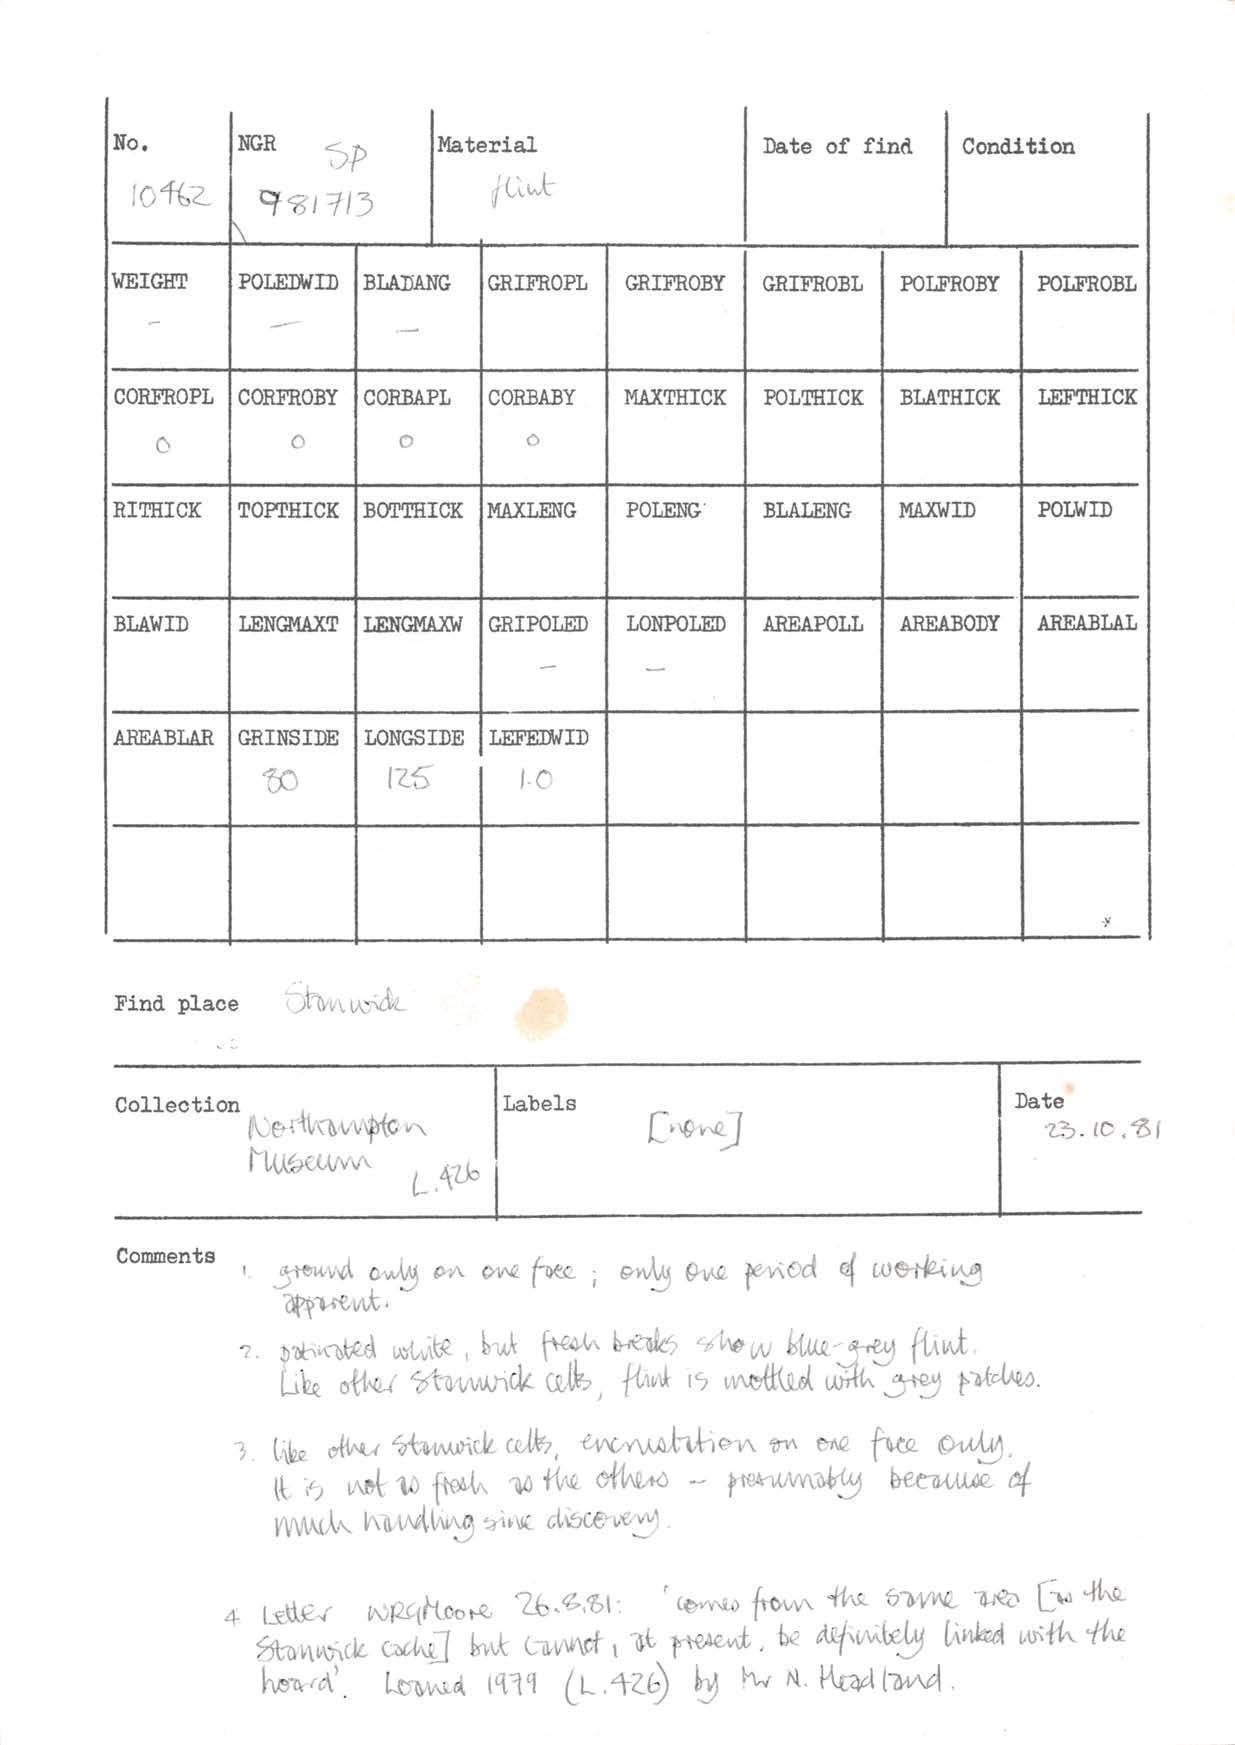 No. NGR SP Material Date of find Condition
10462 981713 flint
WEIGHT POLEDWID BLADANG GRIFROPL GRIFROBY GRIFROBL POLFROBY POLFROBL
– – –
CORFROPL CORFROBY CORBAPL CORBABY MAXTHICK POLTHICK BLATHICK LEFTHICK
0 0 0 0
RITHICK TOPTHICK BOTTHICK MAXLENG POLENG BLALENG MAXWID POLWID
BLAWID LENGMAXT LENGMAXW GRIPOLED LONPOLED AREAPOLL AREABODY AREABLAL
– –
AREABLAR GRINSIDE LONGSIDE LEFEDWID
80 125 1.0
Find place Stanwick
Collection Labels Date
Northampton [none] 23.10.81
Museum
L.426
Comments
1. ground only on one face ; only one period of working
apparent.
2. patinated white, but fresh breaks show blue-grey flint.
Like other Stanwick celts, flint is mottled with grey patches.
3. like other Stanwick celts, encrustation on one face only.
It is not as fresh as the others – presumably because of
much handling since discovery.
4 Letter WRGMoore 26.8.81: 'comes from the same area [as the
Stanwick cache] but cannot, at present, be definitely linked with the
hoard'. Loaned 1979 (L.426) by Mr N. Headland.